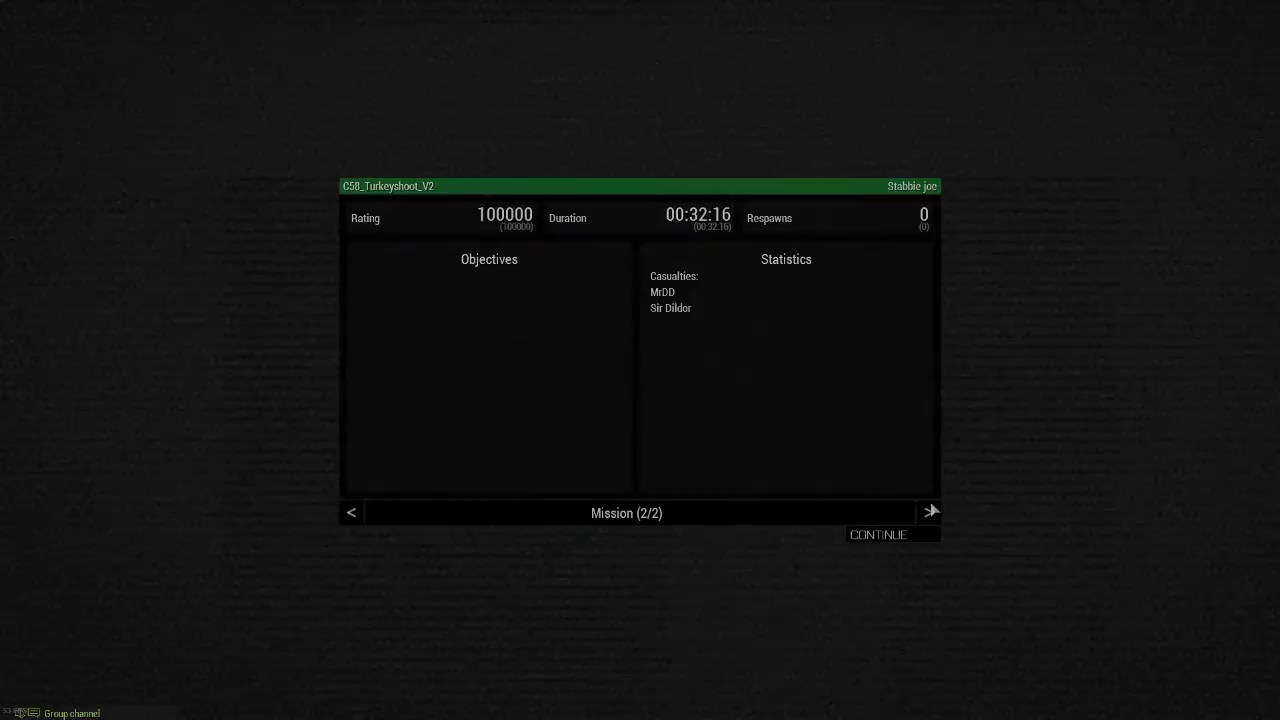 C58_Turkeyshoot_V2
Stabbie joe
Rating 100000 Duration 00:32:16 Respawns 0
(100000) (00:32:16) (0)
Objectives
Statistics
Casualties:
MrDD
Sir Dildor
< Mission (2/2) >
CONTINUE
Group channel